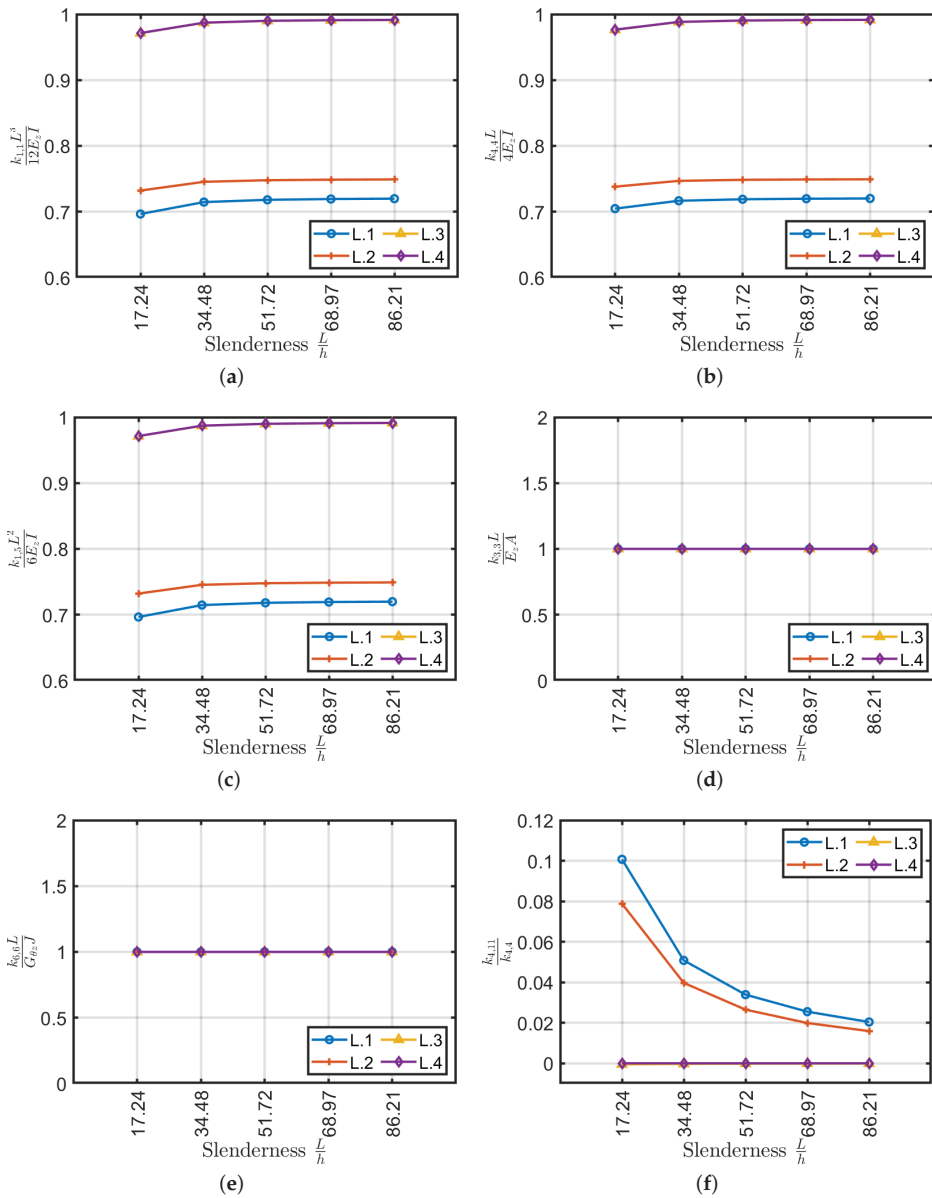 1
0.9
0.8
0.7
0.6
k₁,₁L³
12E_zI
17.24
34.48
51.72
68.97
86.21
Slenderness L/h
L.1 L.3
L.2 L.4
(a)
1
0.9
0.8
0.7
0.6
k₄,₄L
4E_zI
17.24
34.48
51.72
68.97
86.21
Slenderness L/h
L.1 L.3
L.2 L.4
(b)
1
0.9
0.8
0.7
0.6
k₁,₅L²
6E_zI
17.24
34.48
51.72
68.97
86.21
Slenderness L/h
L.1 L.3
L.2 L.4
(c)
2
1.5
1
0.5
0
k₃,₃L
E_zA
17.24
34.48
51.72
68.97
86.21
Slenderness L/h
L.1 L.3
L.2 L.4
(d)
2
1.5
1
0.5
0
k₆,₆L
G_θzJ
17.24
34.48
51.72
68.97
86.21
Slenderness L/h
L.1 L.3
L.2 L.4
(e)
0.12
0.1
0.08
0.06
0.04
0.02
0
k₄,₁₁
k₄,₄
17.24
34.48
51.72
68.97
86.21
Slenderness L/h
L.1 L.3
L.2 L.4
(f)